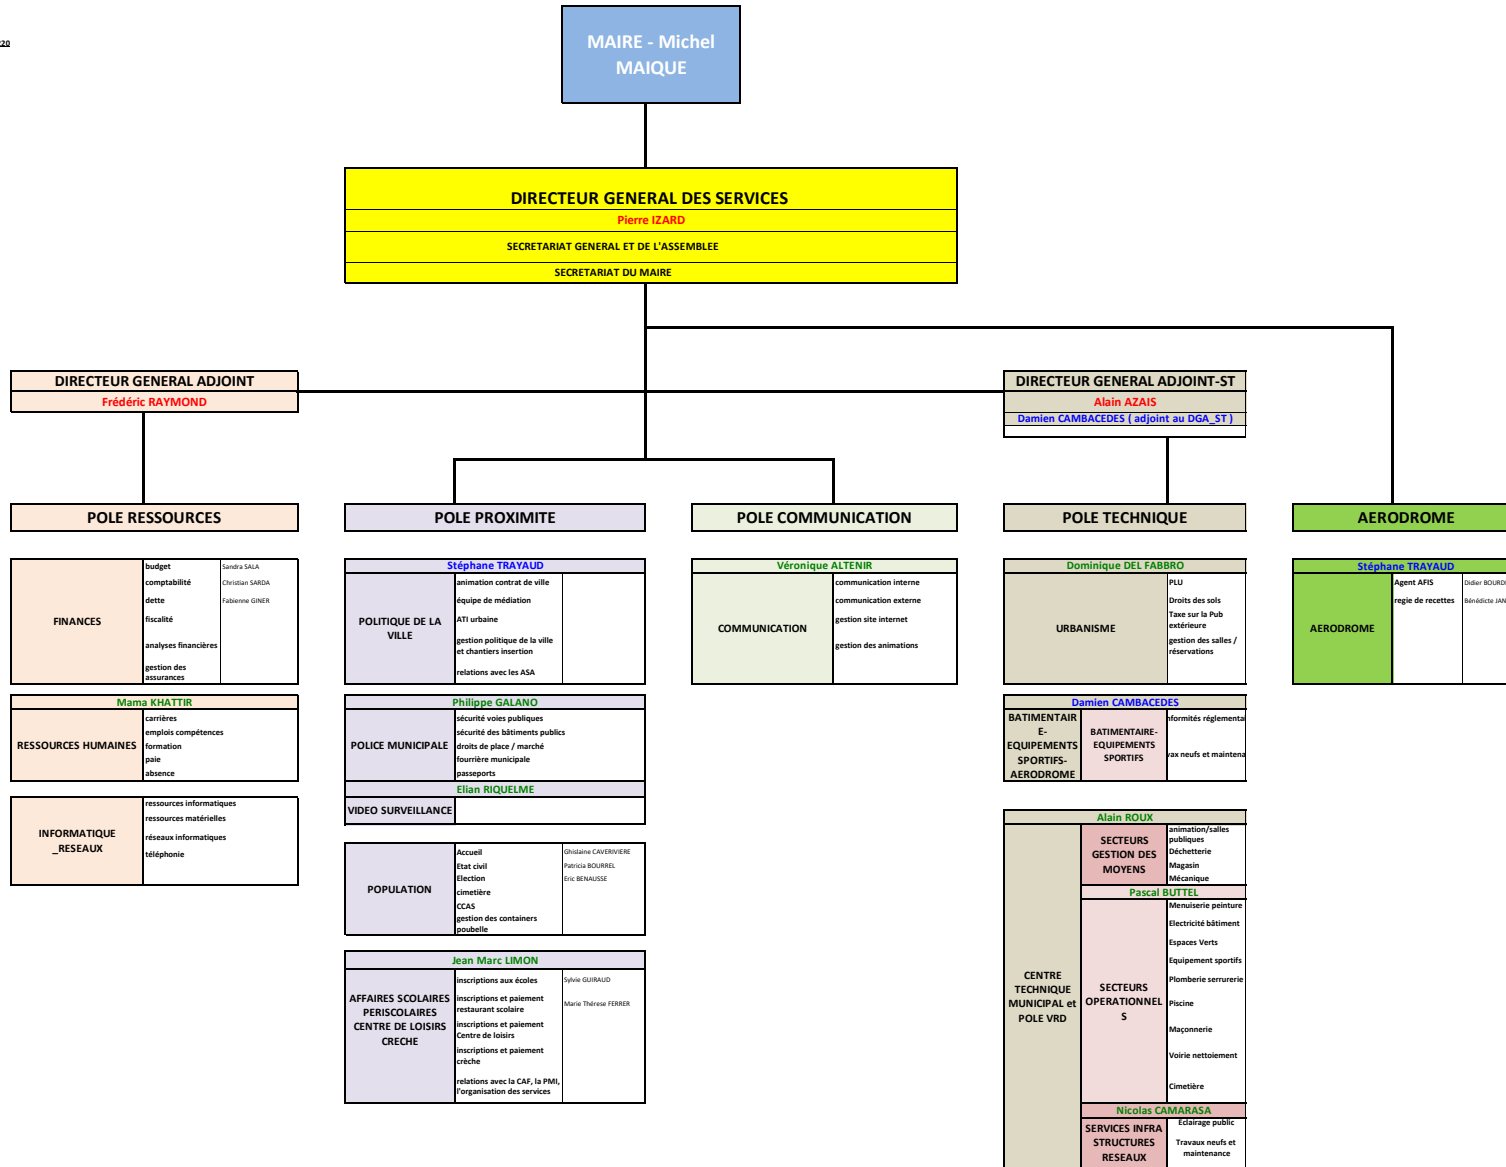 20
MAIRE - Michel
MAIQUE
DIRECTEUR GENERAL DES SERVICES
Pierre IZARD
SECRETARIAT GENERAL ET DE L'ASSEMBLEE
SECRETARIAT DU MAIRE
DIRECTEUR GENERAL ADJOINT
Frédéric RAYMOND
DIRECTEUR GENERAL ADJOINT-ST
Alain AZAIS
Damien CAMBACEDES ( adjoint au DGA_ST )
POLE RESSOURCES
FINANCES
budget
Sandra SALA
comptabilité
Christian SARDA
dette
Fabienne GINER
fiscalité
analyses financières
gestion des
assurances
Mama KHATTIR
RESSOURCES HUMAINES
carrières
emplois compétences
formation
paie
absence
INFORMATIQUE
_RESEAUX
ressources informatiques
ressources matérielles
réseaux informatiques
téléphonie
POLE PROXIMITE
Stéphane TRAYAUD
POLITIQUE DE LA
VILLE
animation contrat de ville
équipe de médiation
ATI urbaine
gestion politique de la ville
et chantiers insertion
relations avec les ASA
Philippe GALANO
POLICE MUNICIPALE
sécurité voies publiques
sécurité des bâtiments publics
droits de place / marché
fourrière municipale
passeports
Elian RIQUELME
VIDEO SURVEILLANCE
POPULATION
Accueil
Ghislaine CAVERIVIERE
Etat civil
Patricia BOURREL
Election
Eric BENAUSSE
cimetière
CCAS
gestion des containers
poubelle
Jean Marc LIMON
AFFAIRES SCOLAIRES
PERISCOLAIRES
CENTRE DE LOISIRS
CRECHE
inscriptions aux écoles
Sylvie GUIRAUD
inscriptions et paiement
restaurant scolaire
Marie Thérese FERRER
inscriptions et paiement
Centre de loisirs
inscriptions et paiement
crèche
relations avec la CAF, la PMI,
l'organisation des services
POLE COMMUNICATION
Véronique ALTENIR
COMMUNICATION
communication interne
communication externe
gestion site internet
gestion des animations
POLE TECHNIQUE
Dominique DEL FABBRO
URBANISME
PLU
Droits des sols
Taxe sur la Pub
extérieure
gestion des salles /
réservations
Damien CAMBACEDES
BATIMENTAIR
E-
EQUIPEMENTS
SPORTIFS-
AERODROME
BATIMENTAIRE-
EQUIPEMENTS
SPORTIFS
nformités réglementai
vax neufs et maintena
Alain ROUX
CENTRE
TECHNIQUE
MUNICIPAL et
POLE VRD
SECTEURS
GESTION DES
MOYENS
animation/salles
publiques
Déchetterie
Magasin
Mécanique
Pascal BUTTEL
SECTEURS
OPERATIONNEL
S
Menuiserie peinture
Electricité bâtiment
Espaces Verts
Equipement sportifs
Plomberie serrurerie
Piscine
Maçonnerie
Voirie nettoiement
Cimetière
Nicolas CAMARASA
SERVICES INFRA
STRUCTURES
RESEAUX
Eclairage public
Travaux neufs et
maintenance
AERODROME
Stéphane TRAYAUD
AERODROME
Agent AFIS
Didier BOURD
regie de recettes
Bénédicte JAN